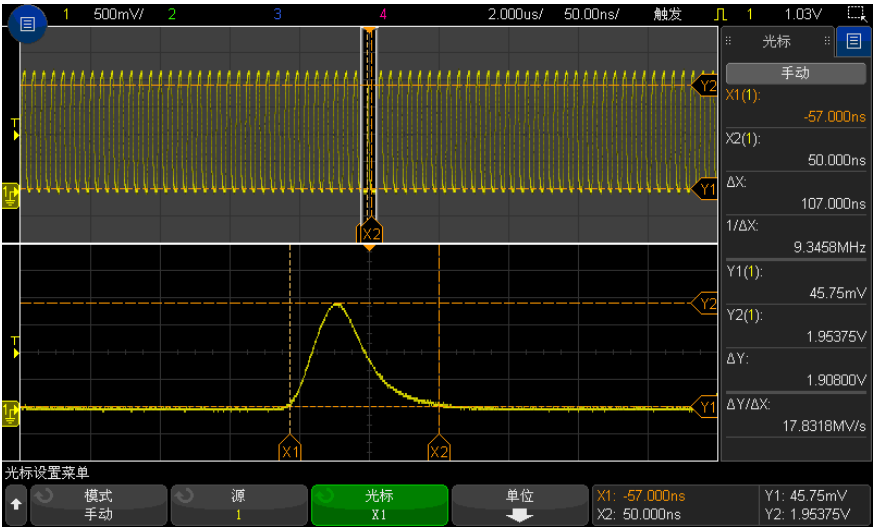 1 500mV/ 2 3 4 2.000us/ 50.00ns/ 触发 1 1.03V
光标
手动
X1(1):
-57.000ns
X2(1):
50.000ns
ΔX:
107.000ns
1/ΔX:
9.3458MHz
Y1(1):
45.75mV
Y2(1):
1.95375V
ΔY:
1.90800V
ΔY/ΔX:
17.8318MV/s
Y2
T
1
Y1
X2
Y2
T
1
Y1
X1 X2
光标设置菜单
模式 源 光标 单位 X1: -57.000ns Y1: 45.75mV
手动 1 X1 X2: 50.000ns Y2: 1.95375V